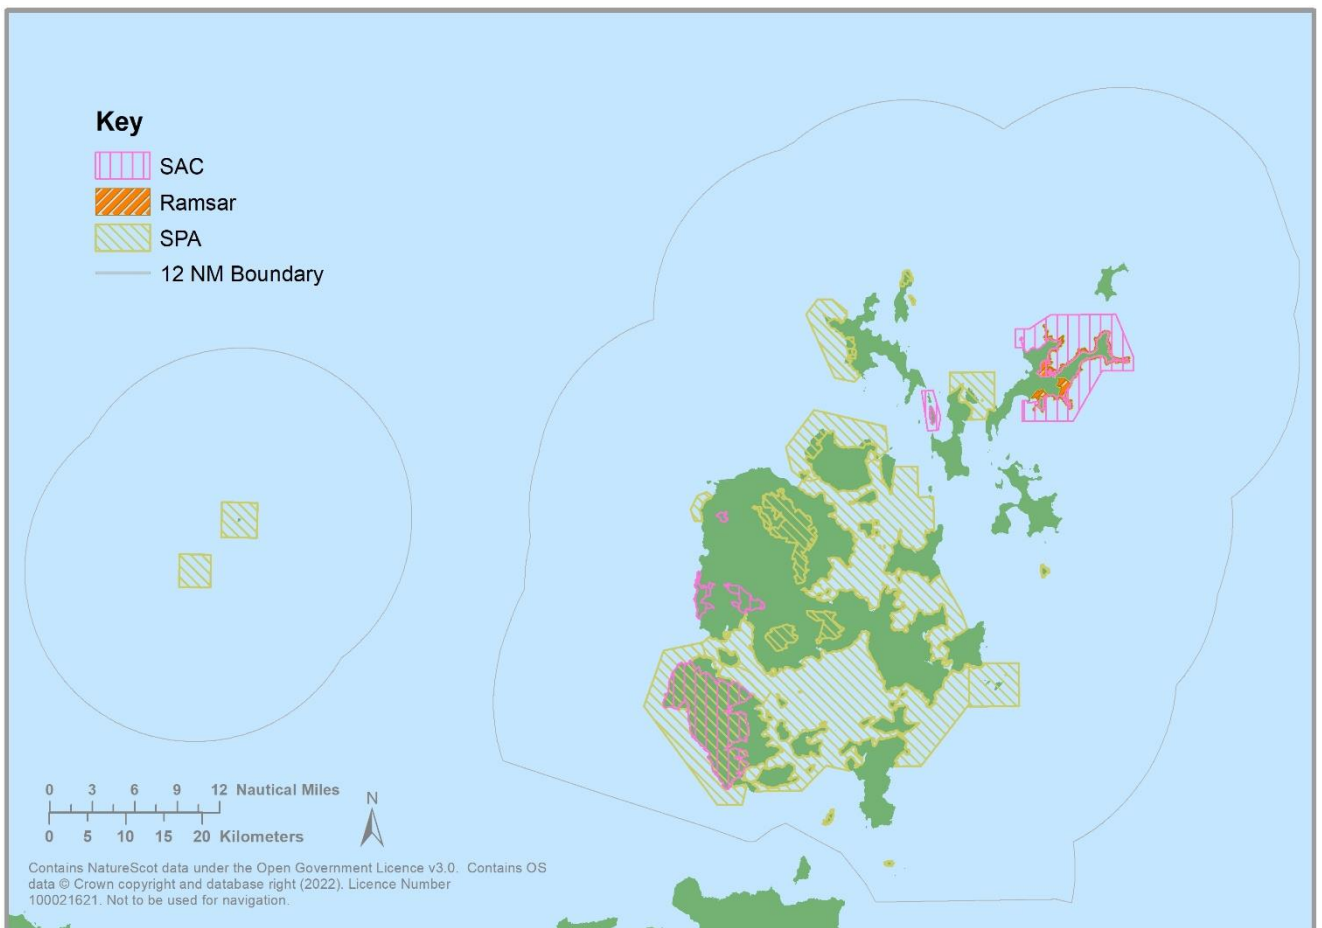 Key
SAC
Ramsar
SPA
12 NM Boundary
0 3 6 9 12 Nautical Miles
N
0 5 10 15 20 Kilometers
Contains NatureScot data under the Open Government Licence v3.0. Contains OS
data © Crown copyright and database right (2022). Licence Number
100021621. Not to be used for navigation.